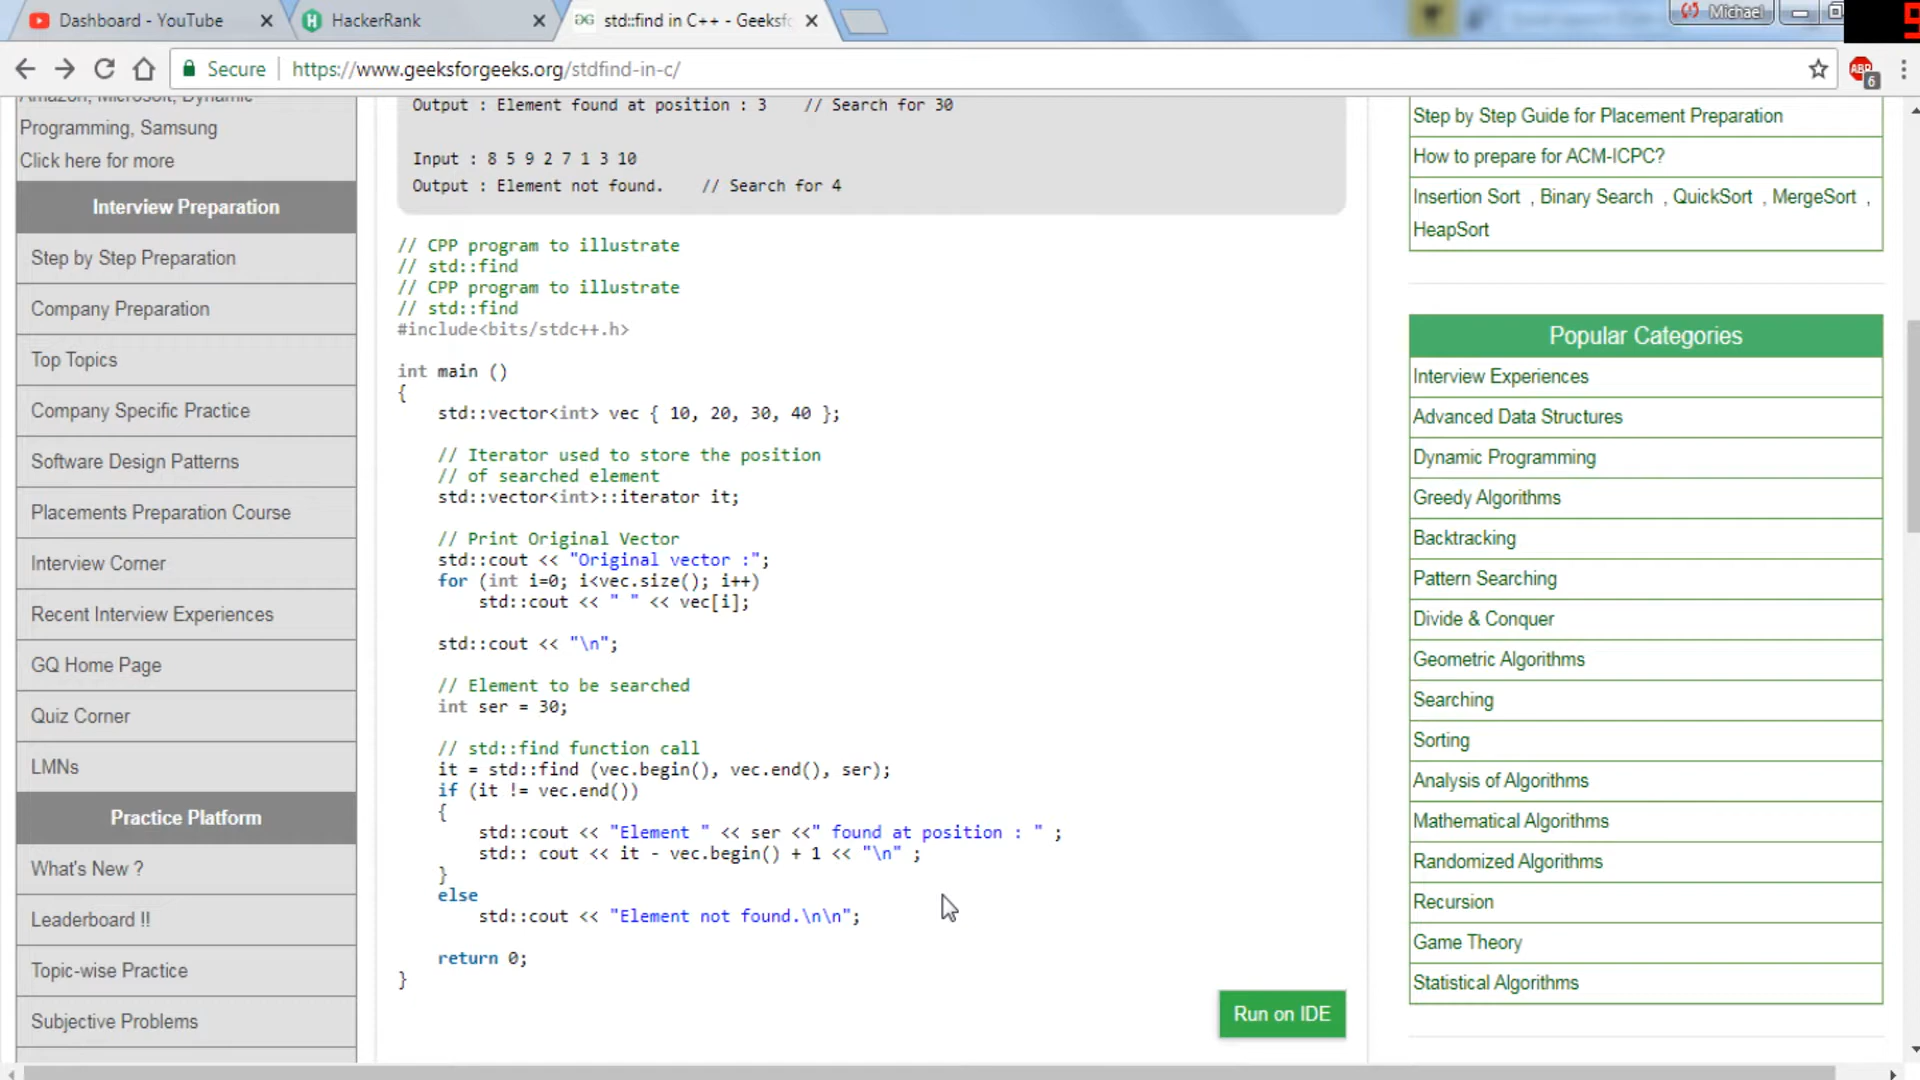 Dashboard - YouTube
HackerRank
std::find in C++ - Geeksfo
Michael
Secure
https://www.geeksforgeeks.org/stdfind-in-c/
ABP
6
Amazon, Microsoft, Dynamic
Programming, Samsung
Click here for more
Interview Preparation
Step by Step Preparation
Company Preparation
Top Topics
Company Specific Practice
Software Design Patterns
Placements Preparation Course
Interview Corner
Recent Interview Experiences
GQ Home Page
Quiz Corner
LMNs
Practice Platform
What's New ?
Leaderboard !!
Topic-wise Practice
Subjective Problems
Output : Element found at position : 3    // Search for 30
Input : 8 5 9 2 7 1 3 10
Output : Element not found.    // Search for 4
// CPP program to illustrate
// std::find
// CPP program to illustrate
// std::find
#include<bits/stdc++.h>
int main ()
{
    std::vector<int> vec { 10, 20, 30, 40 };
    // Iterator used to store the position
    // of searched element
    std::vector<int>::iterator it;
    // Print Original Vector
    std::cout << "Original vector :";
    for (int i=0; i<vec.size(); i++)
        std::cout << " " << vec[i];
    std::cout << "\n";
    // Element to be searched
    int ser = 30;
    // std::find function call
    it = std::find (vec.begin(), vec.end(), ser);
    if (it != vec.end())
    {
        std::cout << "Element " << ser <<" found at position : " ;
        std:: cout << it - vec.begin() + 1 << "\n" ;
    }
    else
        std::cout << "Element not found.\n\n";
    return 0;
}
Run on IDE
Step by Step Guide for Placement Preparation
How to prepare for ACM-ICPC?
Insertion Sort , Binary Search , QuickSort , MergeSort ,
HeapSort
Popular Categories
Interview Experiences
Advanced Data Structures
Dynamic Programming
Greedy Algorithms
Backtracking
Pattern Searching
Divide & Conquer
Geometric Algorithms
Searching
Sorting
Analysis of Algorithms
Mathematical Algorithms
Randomized Algorithms
Recursion
Game Theory
Statistical Algorithms